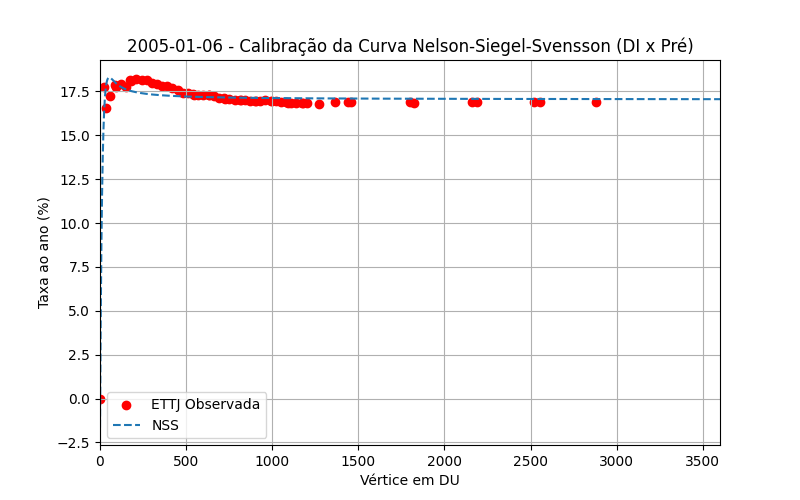 2005-01-06 - Calibração da Curva Nelson-Siegel-Svensson (DI x Pré)
Taxa ao ano (%)
17.5
15.0
12.5
10.0
7.5
5.0
2.5
0.0
−2.5
ETTJ Observada
NSS
0 500 1000 1500 2000 2500 3000 3500
Vértice em DU